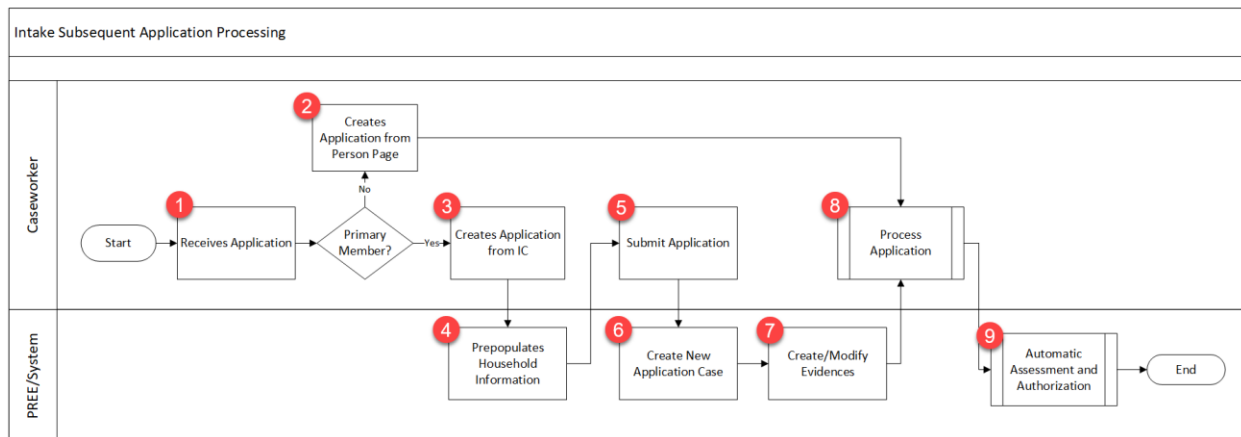 Intake Subsequent Application Processing
Caseworker
Start
1
Receives Application
Primary
Member?
No
Yes
2
Creates
Application from
Person Page
3
Creates Application
from IC
5
Submit Application
8
Process
Application
PREE/System
4
Prepopulates
Household
Information
6
Create New
Application Case
7
Create/Modify
Evidences
9
Automatic
Assessment and
Authorization
End